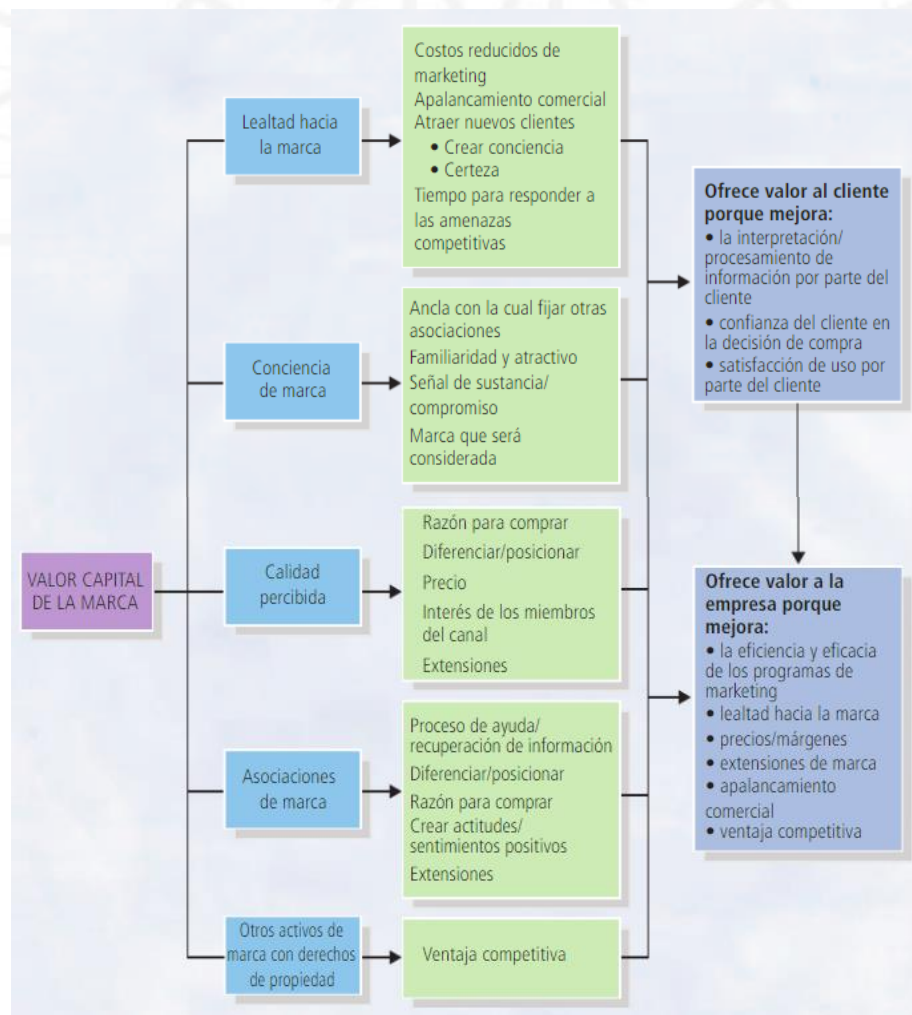 VALOR CAPITAL
DE LA MARCA
Lealtad hacia
la marca
Costos reducidos de
marketing
Apalancamiento comercial
Atraer nuevos clientes
• Crear conciencia
• Certeza
Tiempo para responder a
las amenazas
competitivas
Conciencia
de marca
Ancla con la cual fijar otras
asociaciones
Familiaridad y atractivo
Señal de sustancia/
compromiso
Marca que será
considerada
Calidad
percibida
Razón para comprar
Diferenciar/posicionar
Precio
Interés de los miembros
del canal
Extensiones
Asociaciones
de marca
Proceso de ayuda/
recuperación de información
Diferenciar/posicionar
Razón para comprar
Crear actitudes/
sentimientos positivos
Extensiones
Otros activos de
marca con derechos
de propiedad
Ventaja competitiva
Ofrece valor al cliente
porque mejora:
• la interpretación/
procesamiento de
información por parte del
cliente
• confianza del cliente en
la decisión de compra
• satisfacción de uso por
parte del cliente
Ofrece valor a la
empresa porque
mejora:
• la eficiencia y eficacia
de los programas de
marketing
• lealtad hacia la marca
• precios/márgenes
• extensiones de marca
• apalancamiento
comercial
• ventaja competitiva